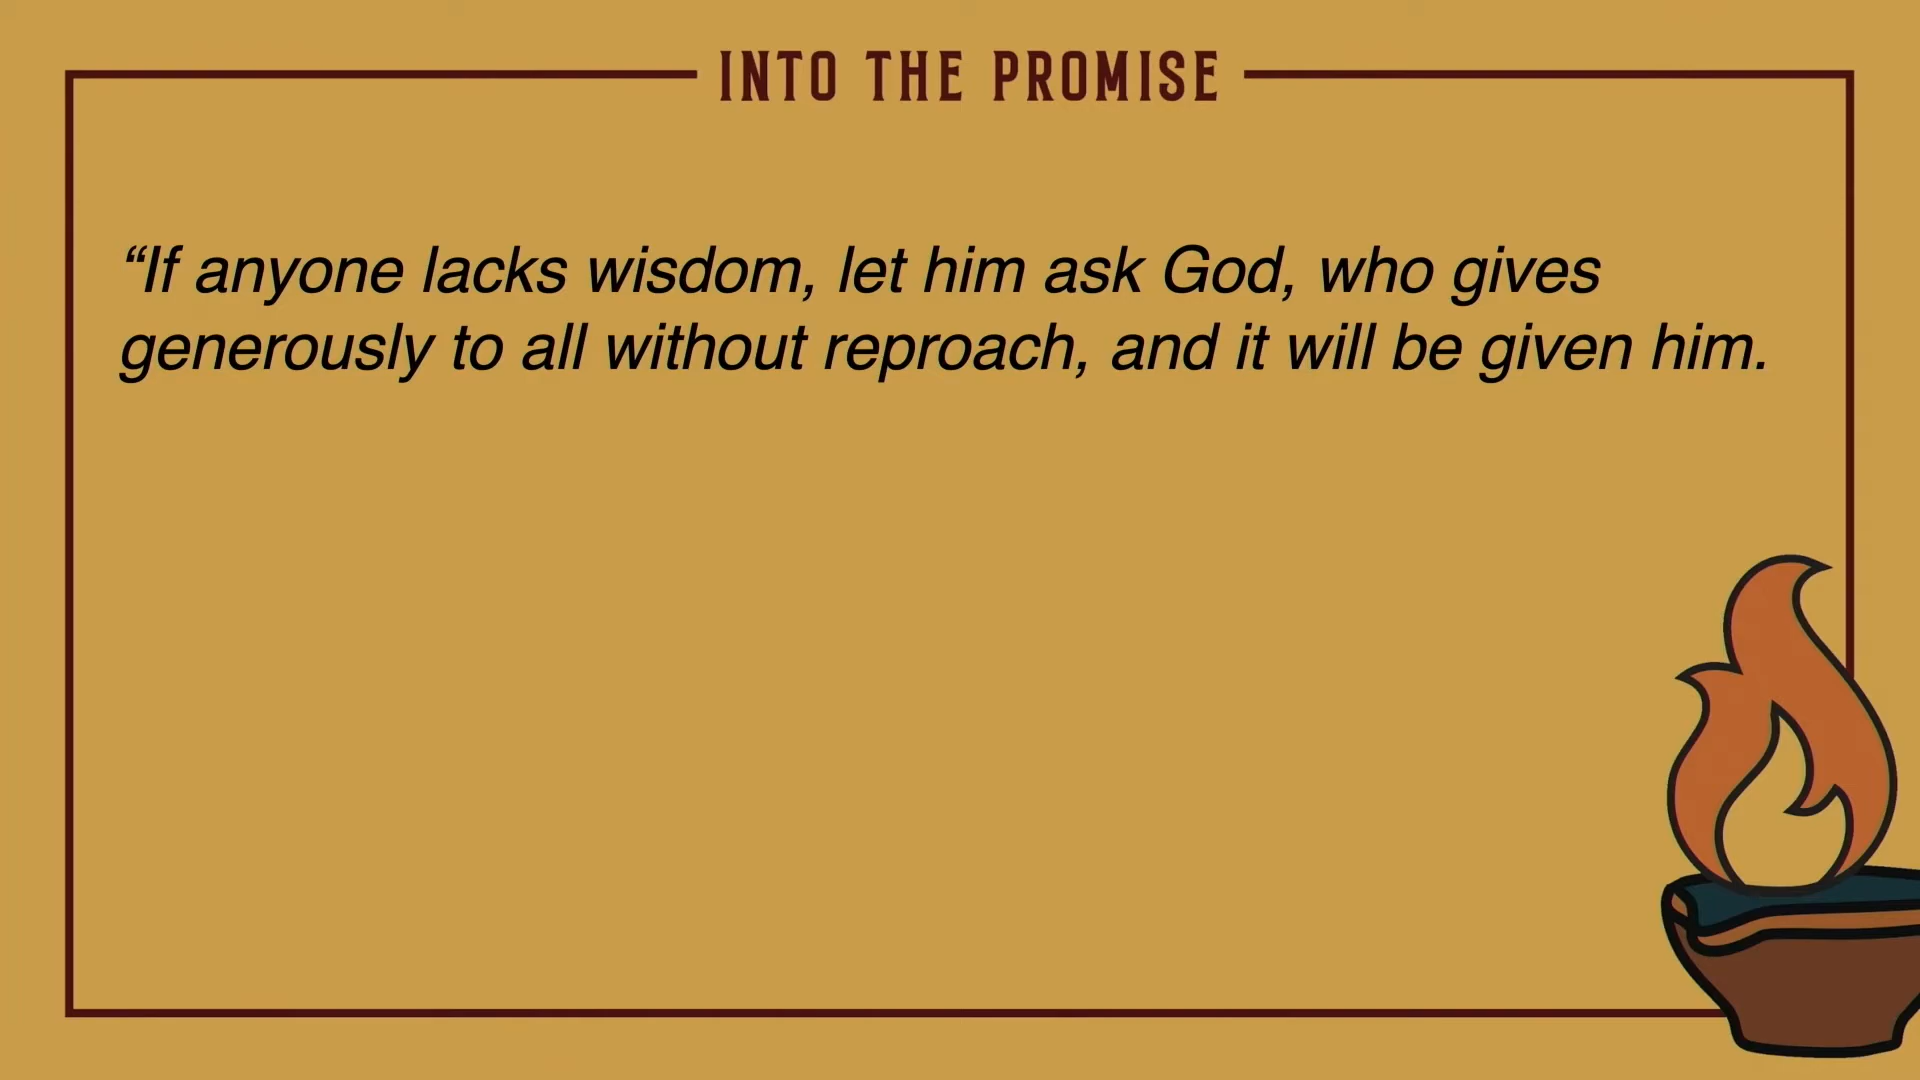 INTO THE PROMISE
“If anyone lacks wisdom, let him ask God, who gives
generously to all without reproach, and it will be given him.